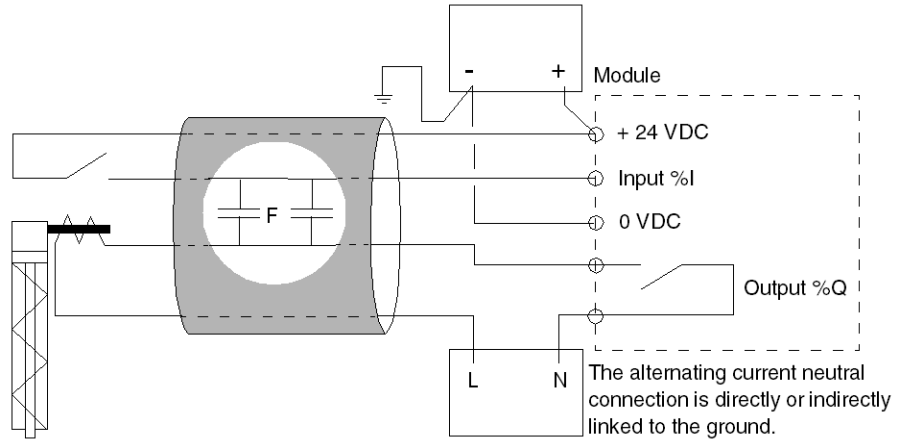 - +
Module
+ 24 VDC
Input %I
F
0 VDC
Output %Q
L N
The alternating current neutral
connection is directly or indirectly
linked to the ground.